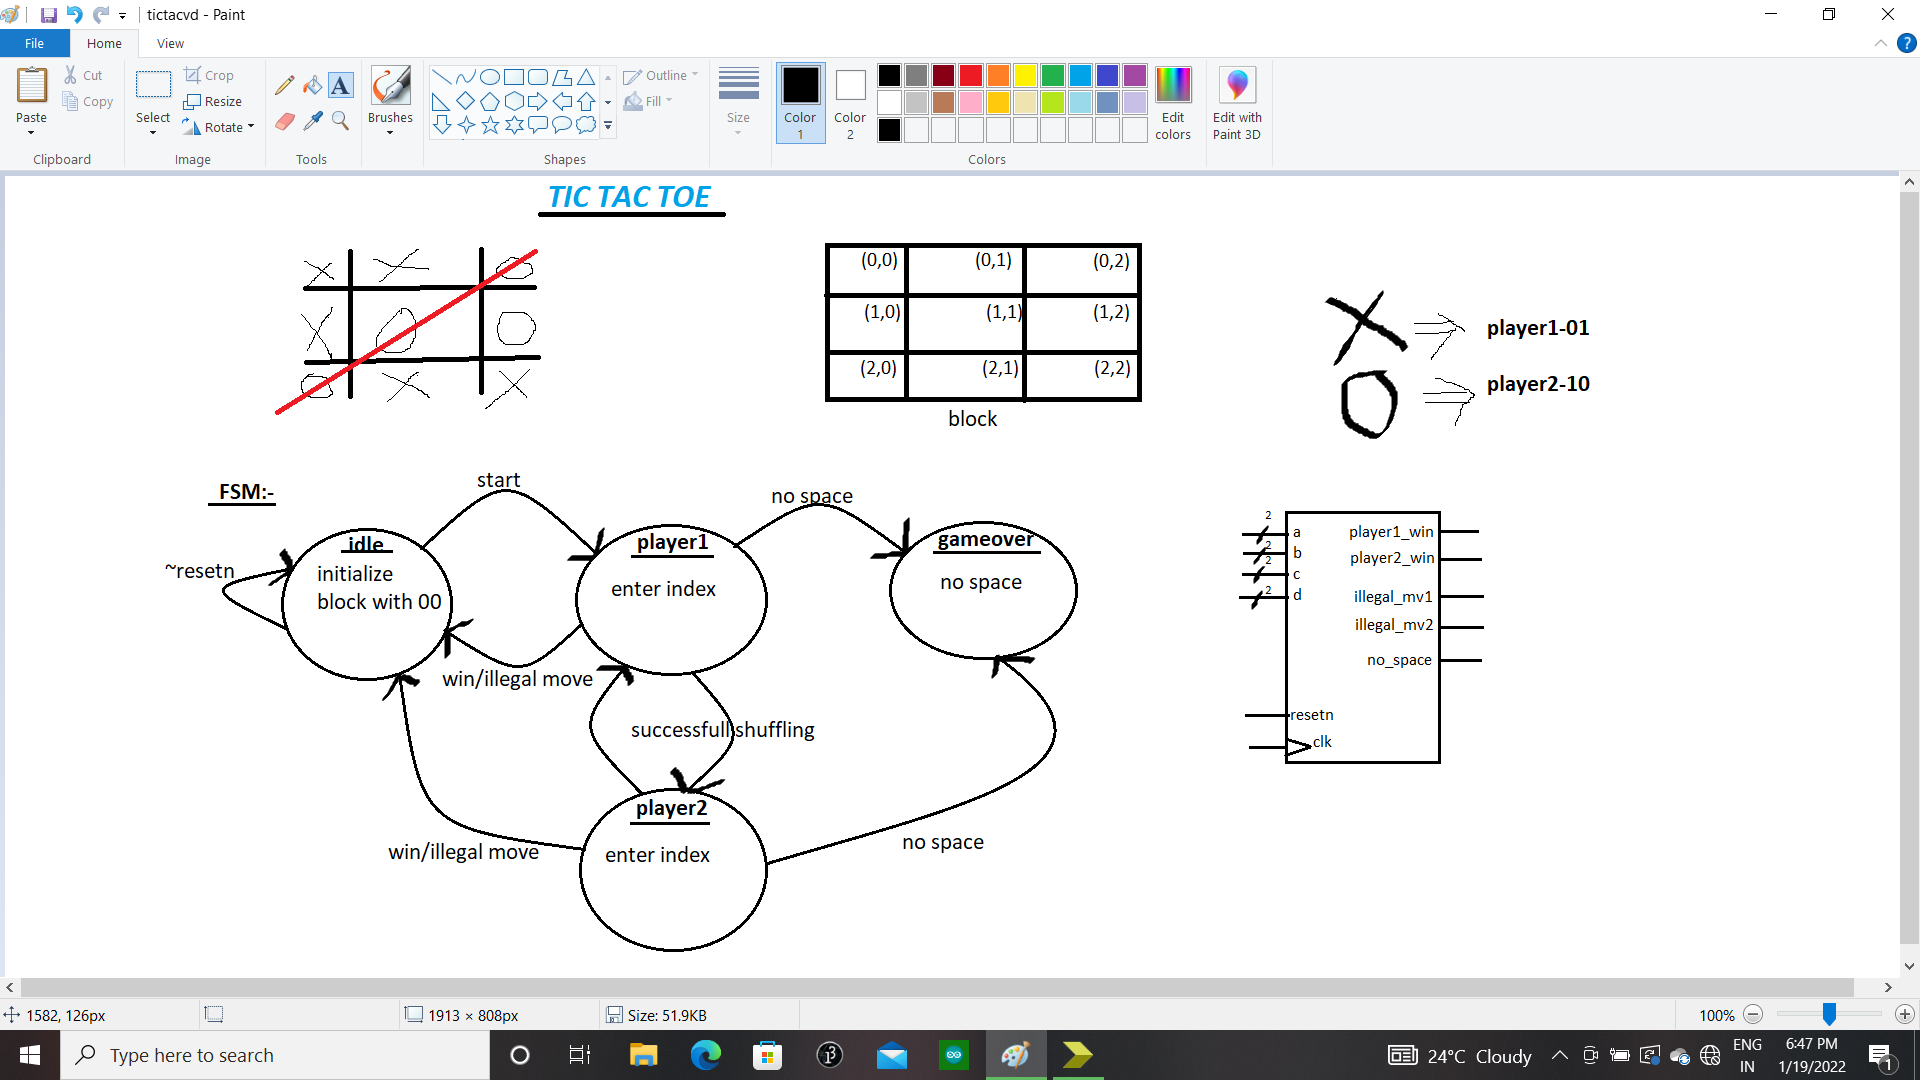 tictacvd - Paint
File
Home
View
Paste
Cut
Copy
Clipboard
Select
Crop
Resize
Rotate
Image
A
Tools
Brushes
Outline
Fill
Shapes
Size
Color 1
Color 2
Edit colors
Edit with Paint 3D
Colors
TIC TAC TOE
X X O
X O O
O X X
(0,0) (0,1) (0,2)
(1,0) (1,1) (1,2)
(2,0) (2,1) (2,2)
block
X player1-01
O player2-10
FSM:-
start
no space
~resetn
idle
initialize
block with 00
player1
enter index
gameover
no space
win/illegal move
successfull shuffling
player2
enter index
win/illegal move
no space
2
a
2
b
2
c
2
d
player1_win
player2_win
illegal_mv1
illegal_mv2
no_space
resetn
clk
1582, 126px
1913 × 808px
Size: 51.9KB
100%
Type here to search
24°C Cloudy
ENG
IN
6:47 PM
1/19/2022
1